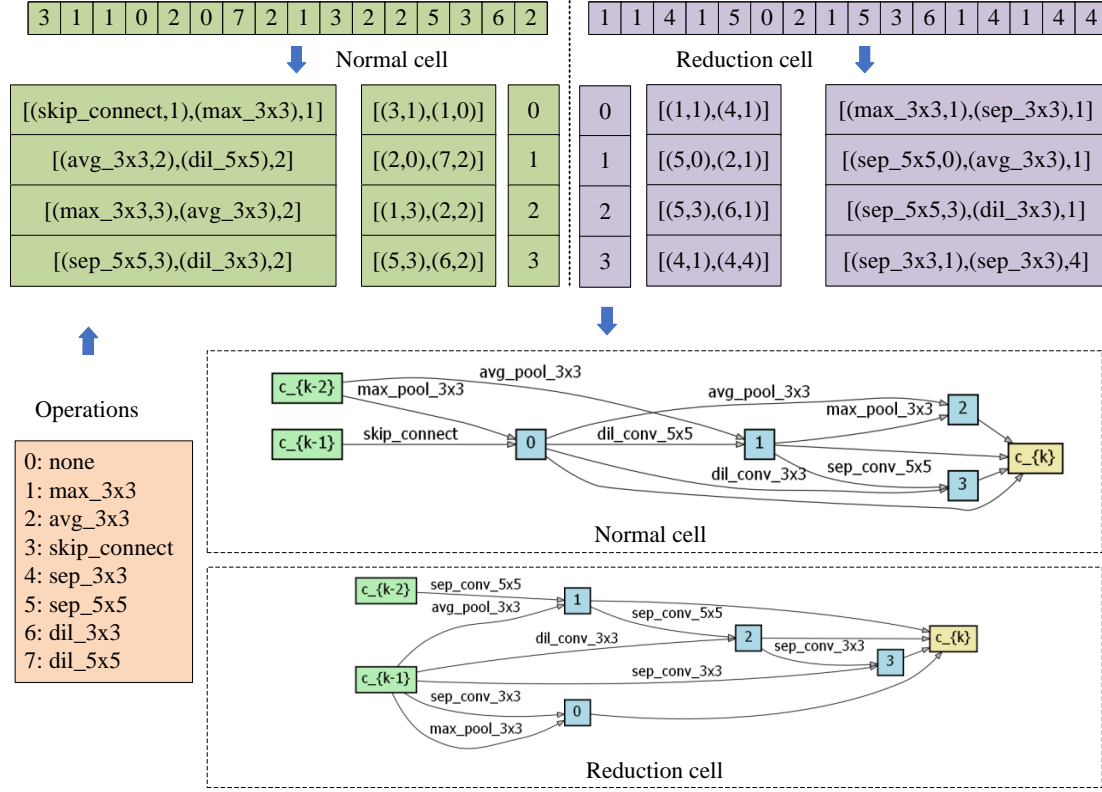 3 1 1 0 2 0 7 2 1 3 2 2 5 3 6 2
1 1 4 1 5 0 2 1 5 3 6 1 4 1 4 4
Normal cell
Reduction cell
[(skip_connect,1),(max_3x3),1] [(3,1),(1,0)] 0
0 [(1,1),(4,1)] [(max_3x3,1),(sep_3x3),1]
[(avg_3x3,2),(dil_5x5),2] [(2,0),(7,2)] 1
1 [(5,0),(2,1)] [(sep_5x5,0),(avg_3x3),1]
[(max_3x3,3),(avg_3x3),2] [(1,3),(2,2)] 2
2 [(5,3),(6,1)] [(sep_5x5,3),(dil_3x3),1]
[(sep_5x5,3),(dil_3x3),2] [(5,3),(6,2)] 3
3 [(4,1),(4,4)] [(sep_3x3,1),(sep_3x3),4]
Operations
0: none
1: max_3x3
2: avg_3x3
3: skip_connect
4: sep_3x3
5: sep_5x5
6: dil_3x3
7: dil_5x5
c_{k-2}
avg_pool_3x3
max_pool_3x3
c_{k-1}
skip_connect
0
dil_conv_5x5
1
avg_pool_3x3
max_pool_3x3
2
sep_conv_5x5
dil_conv_3x3
3
c_{k}
Normal cell
c_{k-2}
sep_conv_5x5
avg_pool_3x3
1
sep_conv_5x5
dil_conv_3x3
2
sep_conv_3x3
c_{k}
c_{k-1}
sep_conv_3x3
3
sep_conv_3x3
0
max_pool_3x3
Reduction cell